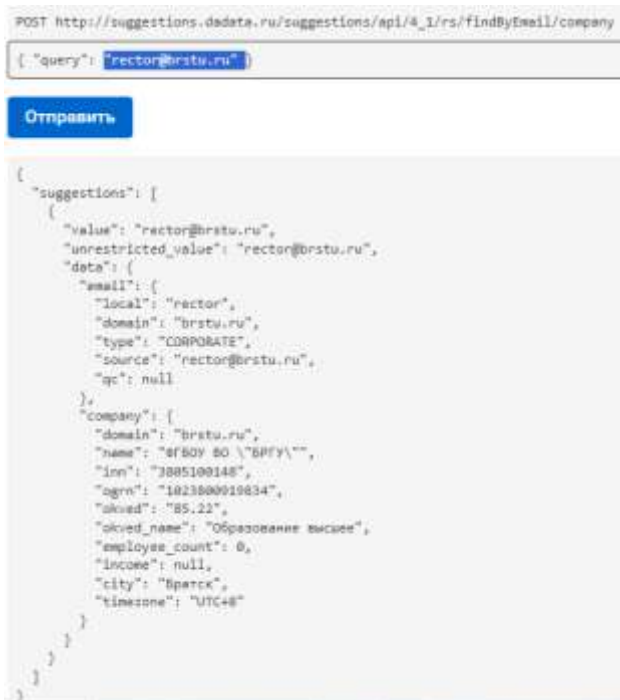 POST http://suggestions.dadata.ru/suggestions/api/4_1/rs/findByEmail/company
{ "query": "rector@brstu.ru" }
Отправить
{
"suggestions": [
{
"value": "rector@brstu.ru",
"unrestricted_value": "rector@brstu.ru",
"data": {
"email": {
"local": "rector",
"domain": "brstu.ru",
"type": "CORPORATE",
"source": "rector@brstu.ru",
"qc": null
},
"company": {
"domain": "brstu.ru",
"name": "ФГБОУ ВО \"БРГУ\"",
"inn": "3805100148",
"ogrn": "1023800919834",
"okved": "85.22",
"okved_name": "Образование высшее",
"employee_count": 0,
"income": null,
"city": "Братск",
"timezone": "UTC+8"
}
}
}
]
}